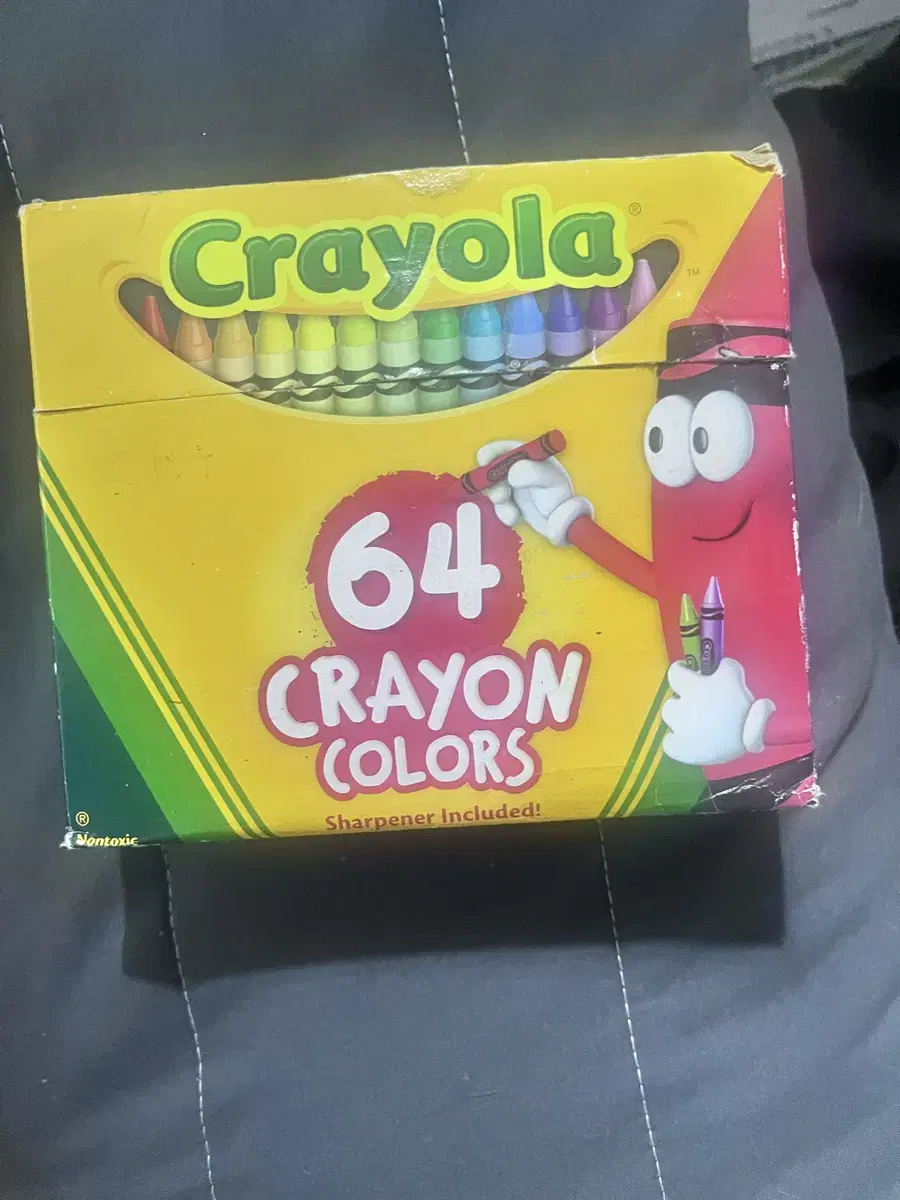 Crayola®
™
64
CRAYON
COLORS
Sharpener Included!
®
Nontoxic